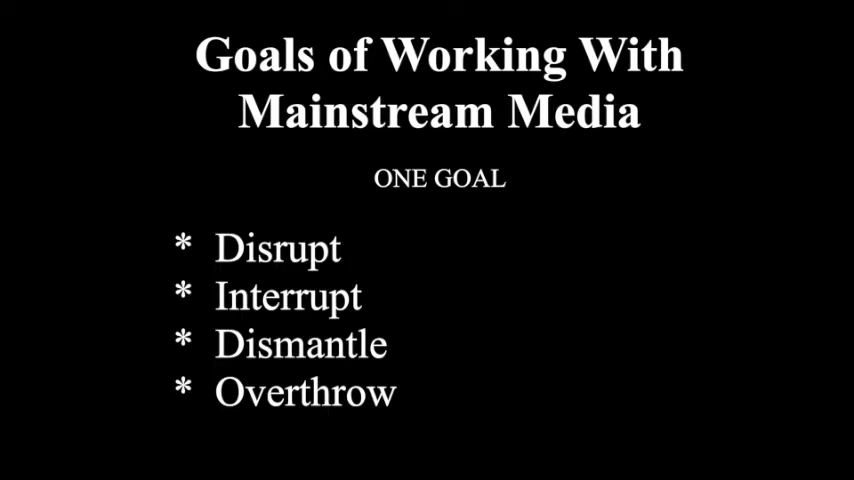 Goals of Working With
Mainstream Media
ONE GOAL
* Disrupt
* Interrupt
* Dismantle
* Overthrow